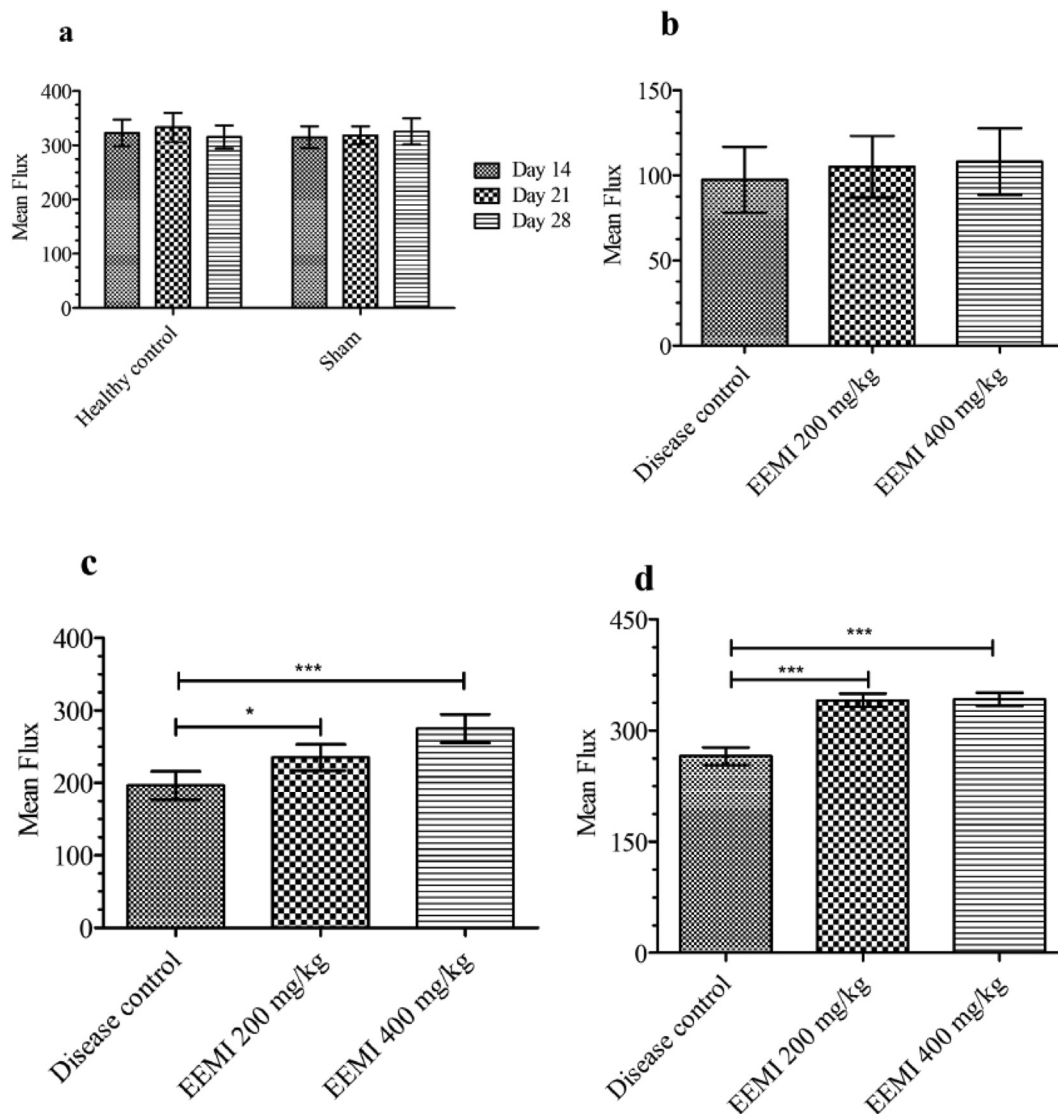 a
400
300
200
100
0
Mean Flux
Healthy control
Sham
Day 14
Day 21
Day 28
b
150
100
50
0
Mean Flux
Disease control
EEMI 200 mg/kg
EEMI 400 mg/kg
c
400
300
200
100
0
Mean Flux
***
*
Disease control
EEMI 200 mg/kg
EEMI 400 mg/kg
d
450
300
150
0
Mean Flux
***
***
Disease control
EEMI 200 mg/kg
EEMI 400 mg/kg